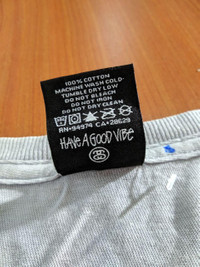 100% COTTON
MACHINE WASH COLD-
TUMBLE DRY LOW
DO NOT BLEACH
DO NOT IRON
DO NOT DRY CLEAN
RN•94974 CA•28629
HAVE A GOOD VIBE